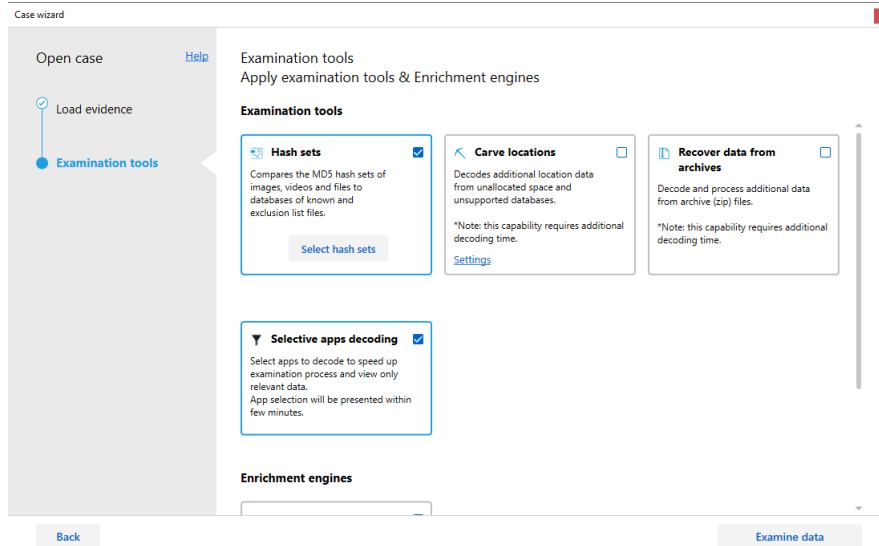 Case wizard
Open case
Help
Load evidence
Examination tools
Examination tools
Apply examination tools & Enrichment engines
Examination tools
Hash sets
Compares the MD5 hash sets of
images, videos and files to
databases of known and
exclusion list files.
Select hash sets
Carve locations
Decodes additional location data
from unallocated space and
unsupported databases.
*Note: this capability requires additional
decoding time.
Settings
Recover data from
archives
Decode and process additional data
from archive (zip) files.
*Note: this capability requires additional
decoding time.
Selective apps decoding
Select apps to decode to speed up
examination process and view only
relevant data.
App selection will be presented within
few minutes.
Enrichment engines
Back
Examine data